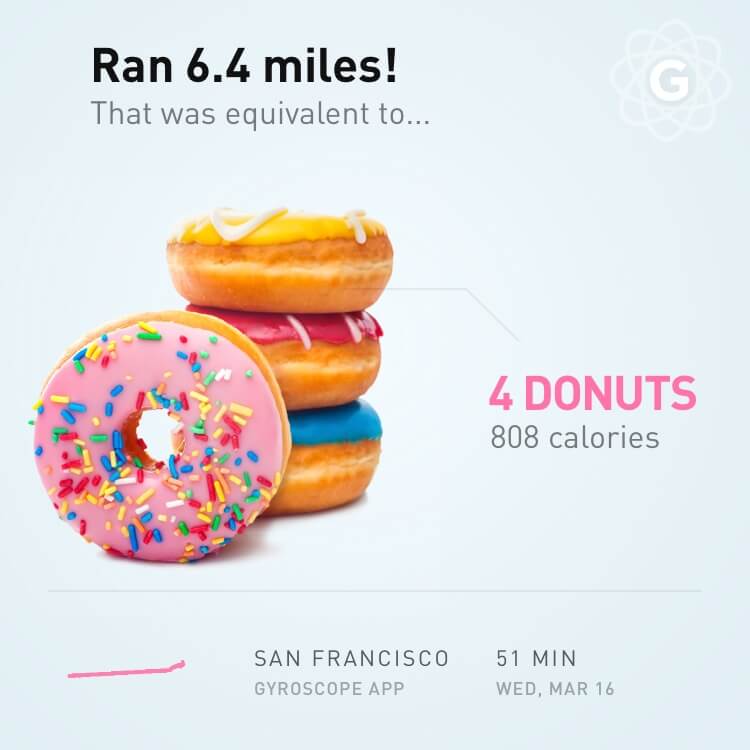 Ran 6.4 miles!
That was equivalent to...
G
4 DONUTS
808 calories
SAN FRANCISCO
GYROSCOPE APP
51 MIN
WED, MAR 16